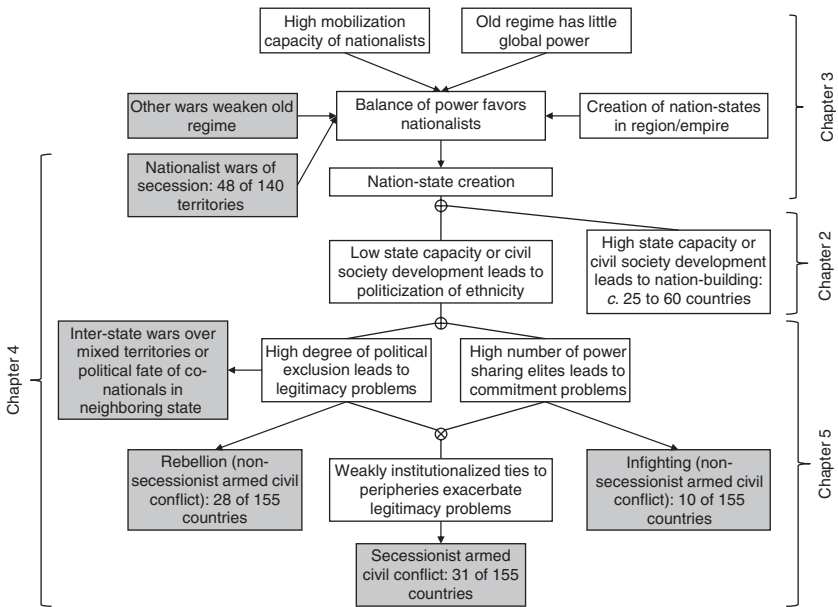 High mobilization
capacity of nationalists
Old regime has little
global power
Other wars weaken old
regime
Balance of power favors
nationalists
Creation of nation-states
in region/empire
Nationalist wars of
secession: 48 of 140
territories
Nation-state creation
Chapter 3
Low state capacity or civil
society development leads to
politicization of ethnicity
High state capacity or
civil society development
leads to nation-building:
c. 25 to 60 countries
Chapter 2
Inter-state wars over
mixed territories or
political fate of co-
nationals in
neighboring state
High degree of political
exclusion leads to
legitimacy problems
High number of power
sharing elites leads to
commitment problems
Chapter 4
Rebellion (non-
secessionist armed civil
conflict): 28 of 155
countries
Weakly institutionalized ties to
peripheries exacerbate
legitimacy problems
Infighting (non-
secessionist armed civil
conflict): 10 of 155
countries
Chapter 5
Secessionist armed
civil conflict: 31 of 155
countries